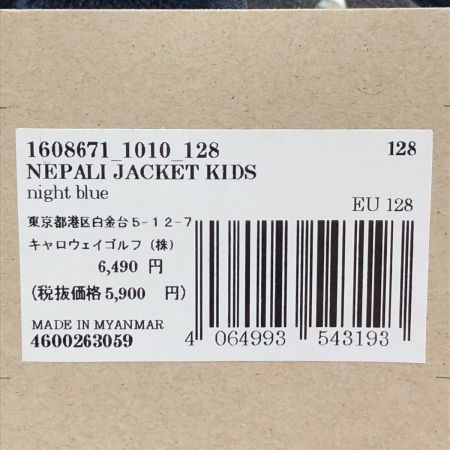 1608671_1010_128 128
NEPALI JACKET KIDS
night blue
EU 128
東京都港区白金台5-12-7
キャロウェイゴルフ(株)
6,490 円
(税抜価格 5,900 円)
MADE IN MYANMAR
4600263059
4 064993 543193